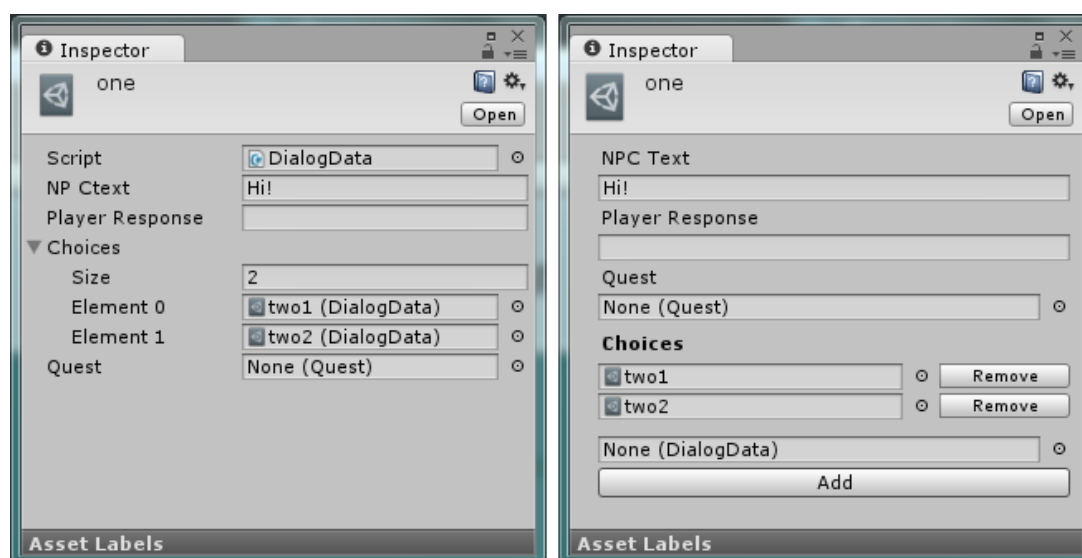 Inspector
one
Open
Script DialogData
NP Ctext Hi!
Player Response
Choices
Size 2
Element 0 two1 (DialogData)
Element 1 two2 (DialogData)
Quest None (Quest)
Asset Labels
Inspector
one
Open
NPC Text
Hi!
Player Response
Quest
None (Quest)
Choices
two1 Remove
two2 Remove
None (DialogData)
Add
Asset Labels